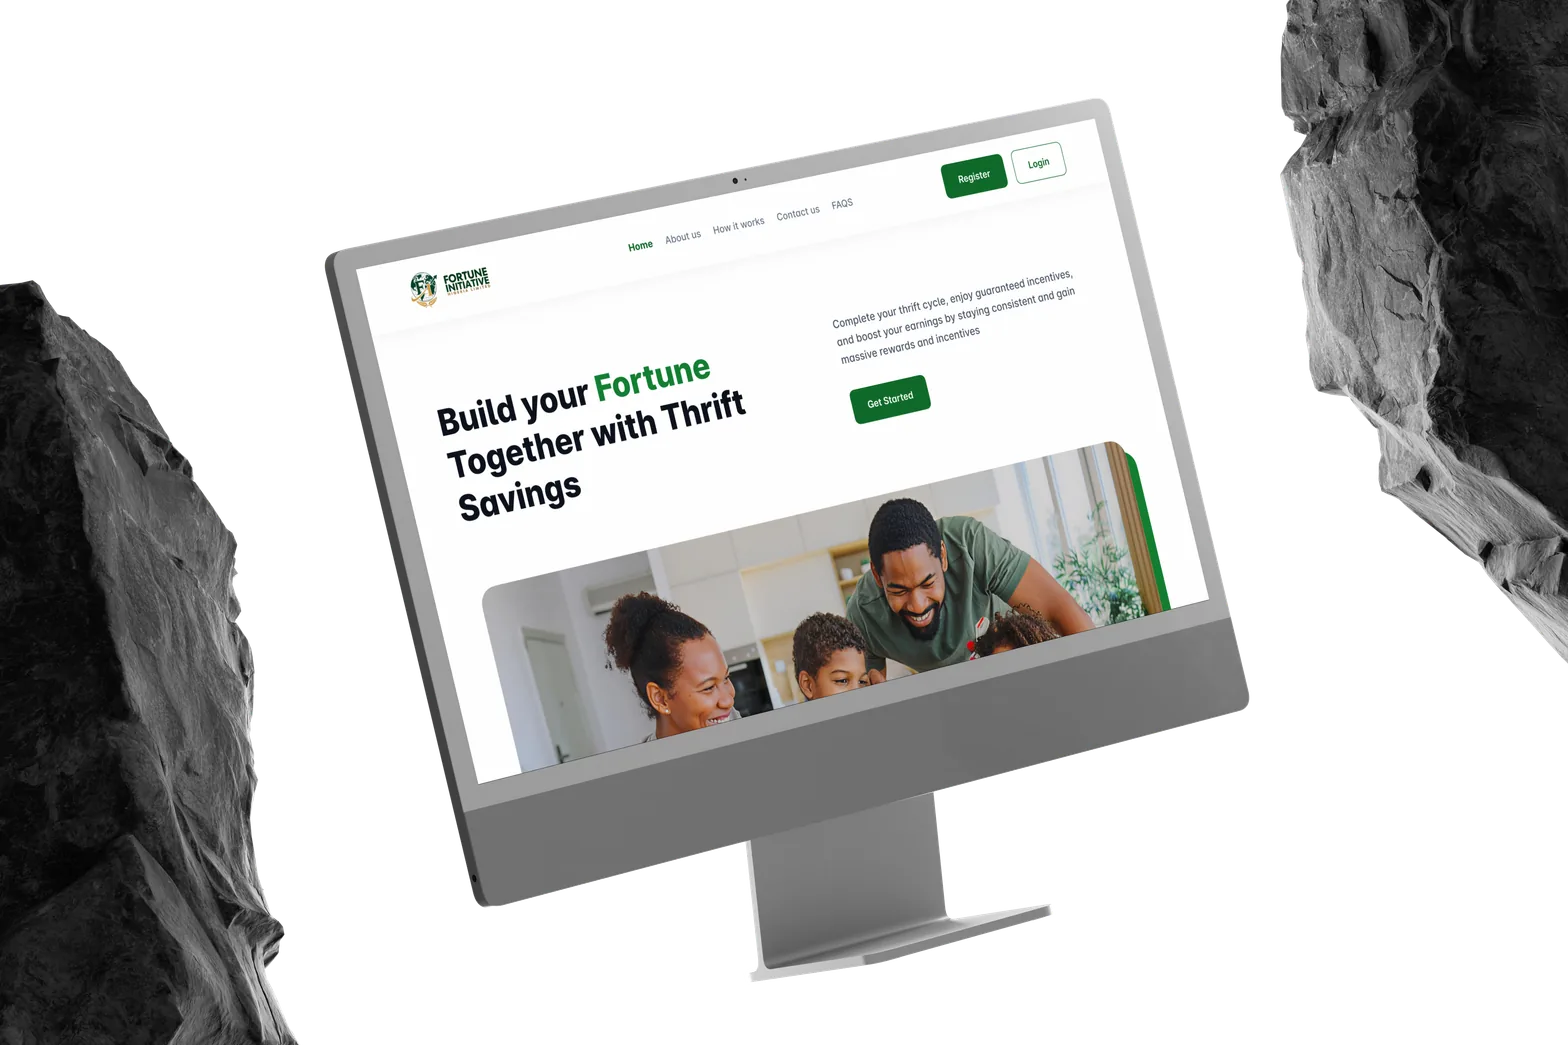 FORTUNE
INITIATIVE
NIGERIA LIMITED
Home About us How it works Contact us FAQS
Register Login
Build your Fortune
Together with Thrift
Savings
Complete your thrift cycle, enjoy guaranteed incentives,
and boost your earnings by staying consistent and gain
massive rewards and incentives
Get Started